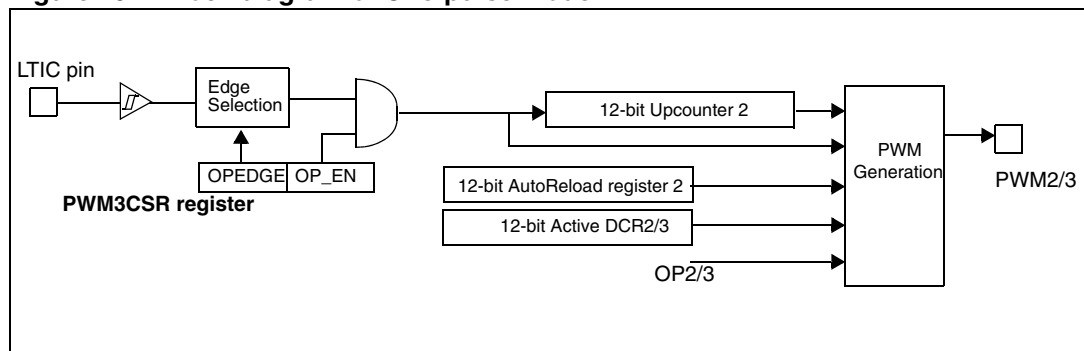 LTIC pin
Edge
Selection
12-bit Upcounter 2
PWM
Generation
OPEDGE OP_EN
12-bit AutoReload register 2
PWM2/3
PWM3CSR register
12-bit Active DCR2/3
OP2/3